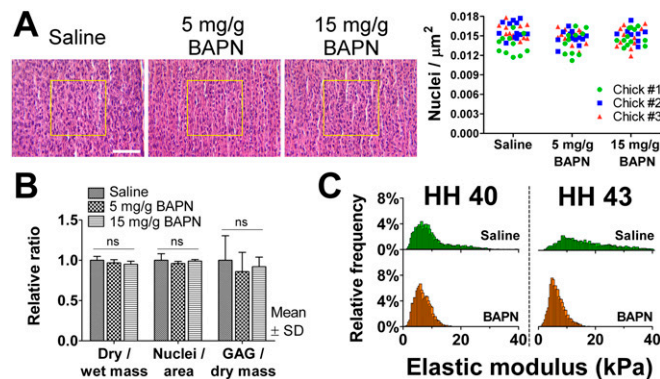 A
Saline
5 mg/g
BAPN
15 mg/g
BAPN
Nuclei / μm²
0.018
0.015
0.012
0.009
0.006
0.003
0.000
Saline
5 mg/g
BAPN
15 mg/g
BAPN
Chick #1
Chick #2
Chick #3
B
Relative ratio
1.5
1.0
0.5
0.0
Saline
5 mg/g BAPN
15 mg/g BAPN
ns
ns
ns
Mean
± SD
Dry /
wet mass
Nuclei /
area
GAG /
dry mass
C
HH 40
HH 43
Relative frequency
8%
4%
0%
8%
4%
0%
Saline
BAPN
Saline
BAPN
0
20
40
0
20
40
Elastic modulus (kPa)